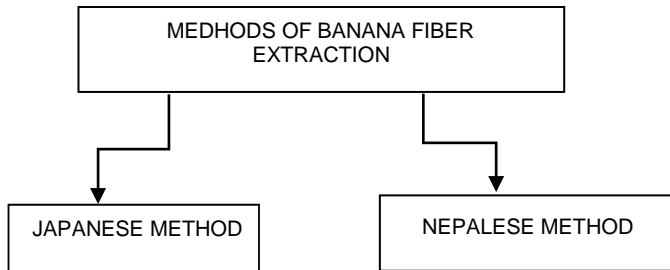 MEDHODS OF BANANA FIBER
EXTRACTION
JAPANESE METHOD
NEPALESE METHOD